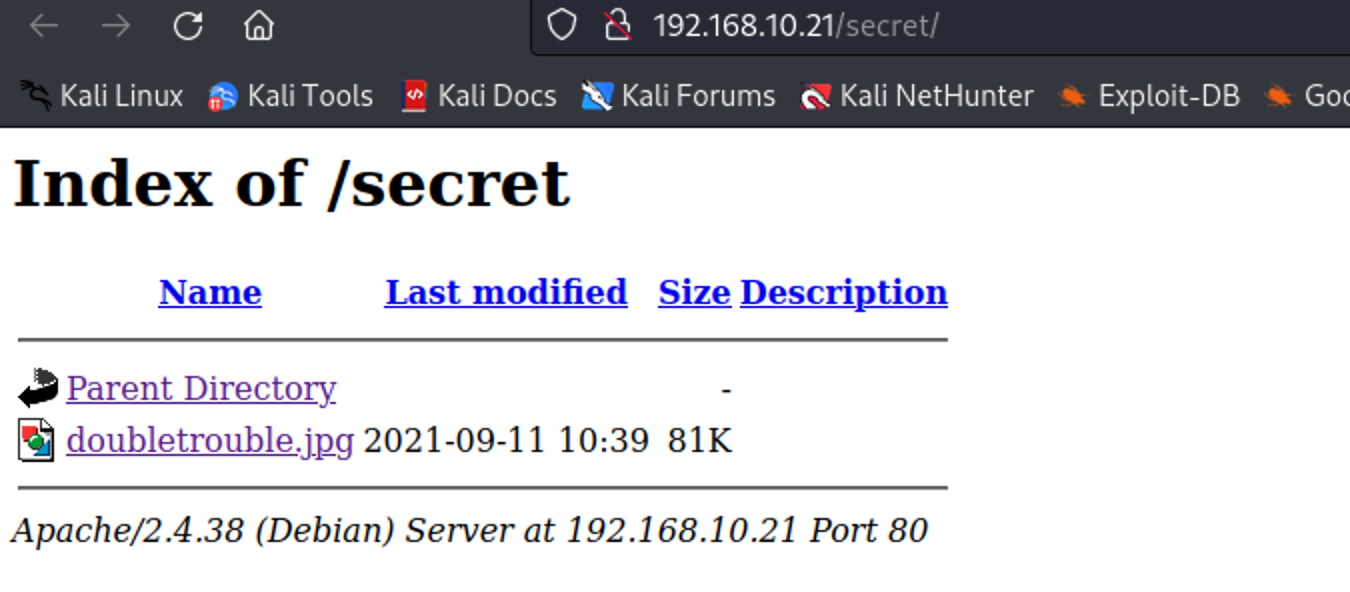 192.168.10.21/secret/
Kali Linux Kali Tools Kali Docs Kali Forums Kali NetHunter Exploit-DB Goo
Index of /secret
Name Last modified Size Description
Parent Directory -
doubletrouble.jpg 2021-09-11 10:39 81K
Apache/2.4.38 (Debian) Server at 192.168.10.21 Port 80